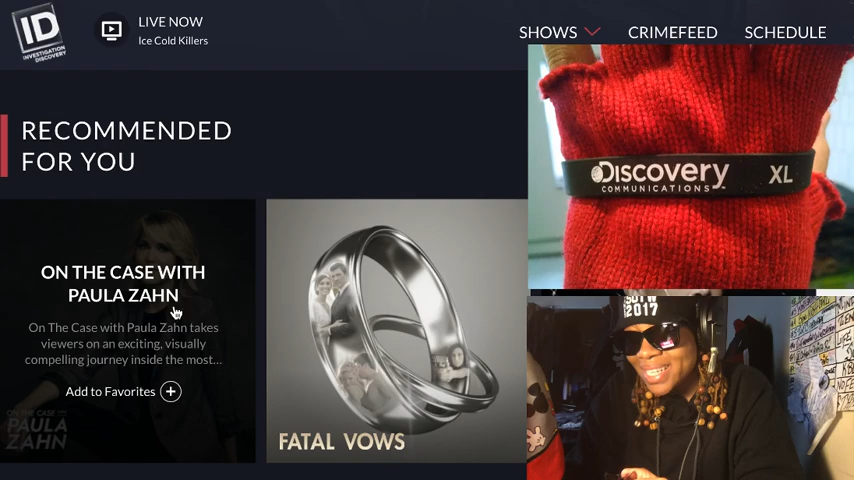 ID
INVESTIGATION
DISCOVERY
LIVE NOW
Ice Cold Killers
SHOWS
CRIMEFEED
SCHEDULE
RECOMMENDED
FOR YOU
ON THE CASE WITH
PAULA ZAHN
On The Case with Paula Zahn takes
viewers on an exciting, visually
compelling journey inside the most...
Add to Favorites
ON THE CASE WITH
PAULA
ZAHN
FATAL VOWS
Discovery
COMMUNICATIONS
XL
2017